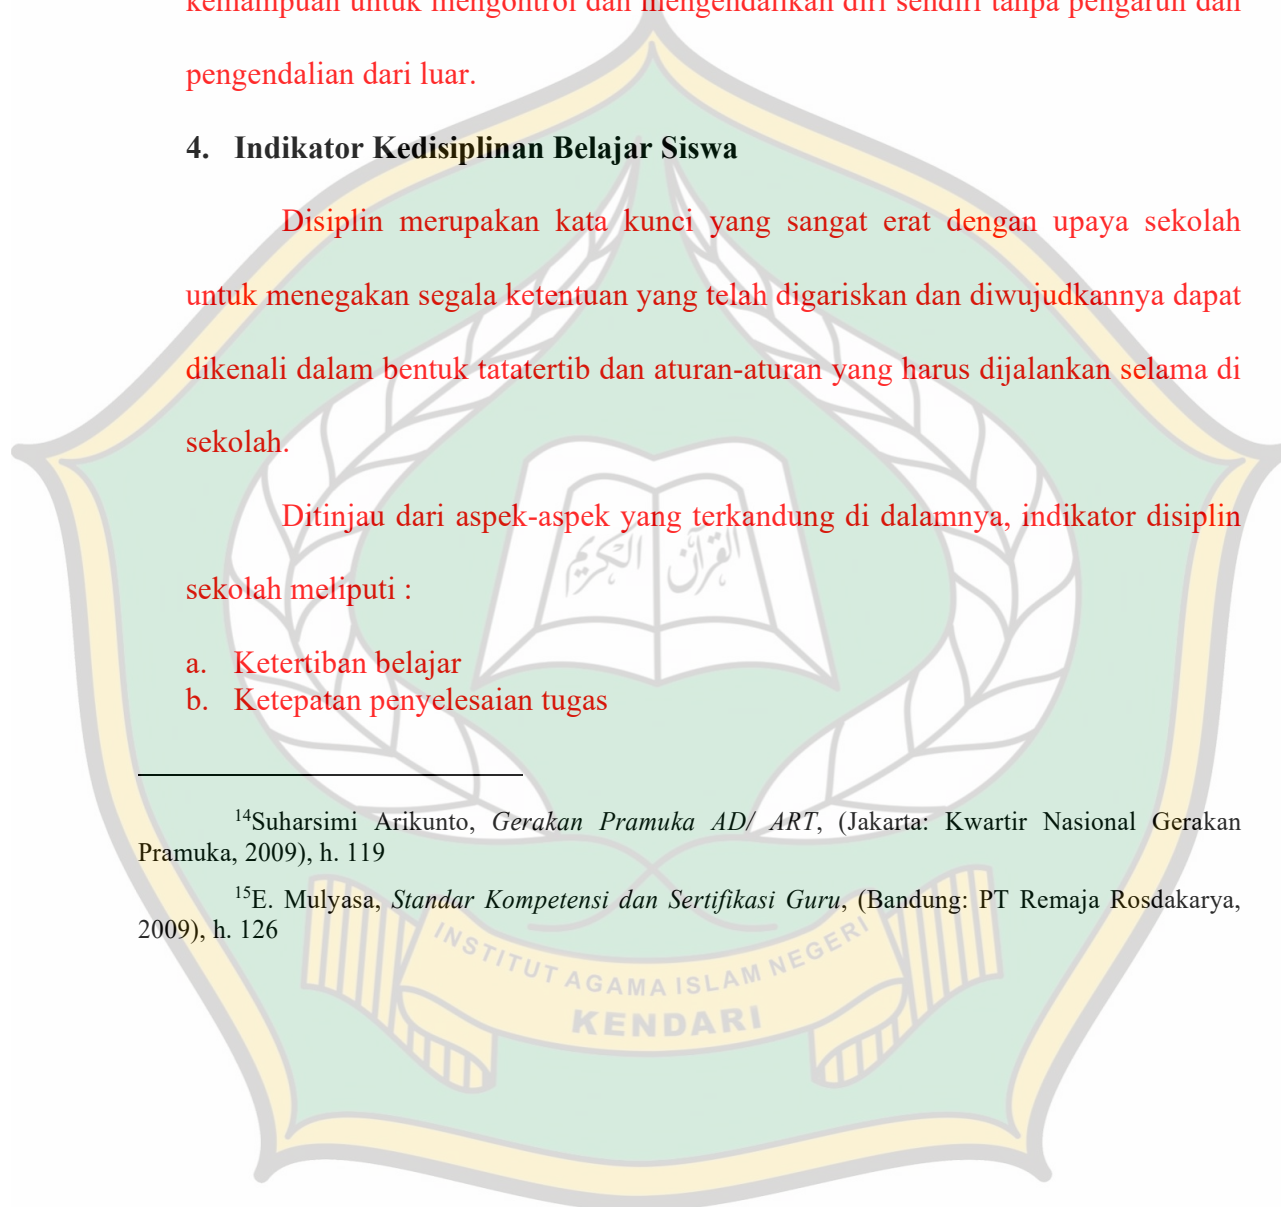 kemampuan untuk mengontrol dan mengendalikan diri sendiri tanpa pengaruh dan
pengendalian dari luar.
4. Indikator Kedisiplinan Belajar Siswa
Disiplin merupakan kata kunci yang sangat erat dengan upaya sekolah
untuk menegakan segala ketentuan yang telah digariskan dan diwujudkannya dapat
dikenali dalam bentuk tatatertib dan aturan-aturan yang harus dijalankan selama di
sekolah.
Ditinjau dari aspek-aspek yang terkandung di dalamnya, indikator disiplin
القرآن الكريم
sekolah meliputi :
a. Ketertiban belajar
b. Ketepatan penyelesaian tugas
14Suharsimi Arikunto, Gerakan Pramuka AD/ ART, (Jakarta: Kwartir Nasional Gerakan
Pramuka, 2009), h. 119
15E. Mulyasa, Standar Kompetensi dan Sertifikasi Guru, (Bandung: PT Remaja Rosdakarya,
2009), h. 126
INSTITUT AGAMA ISLAM NEGERI
KENDARI